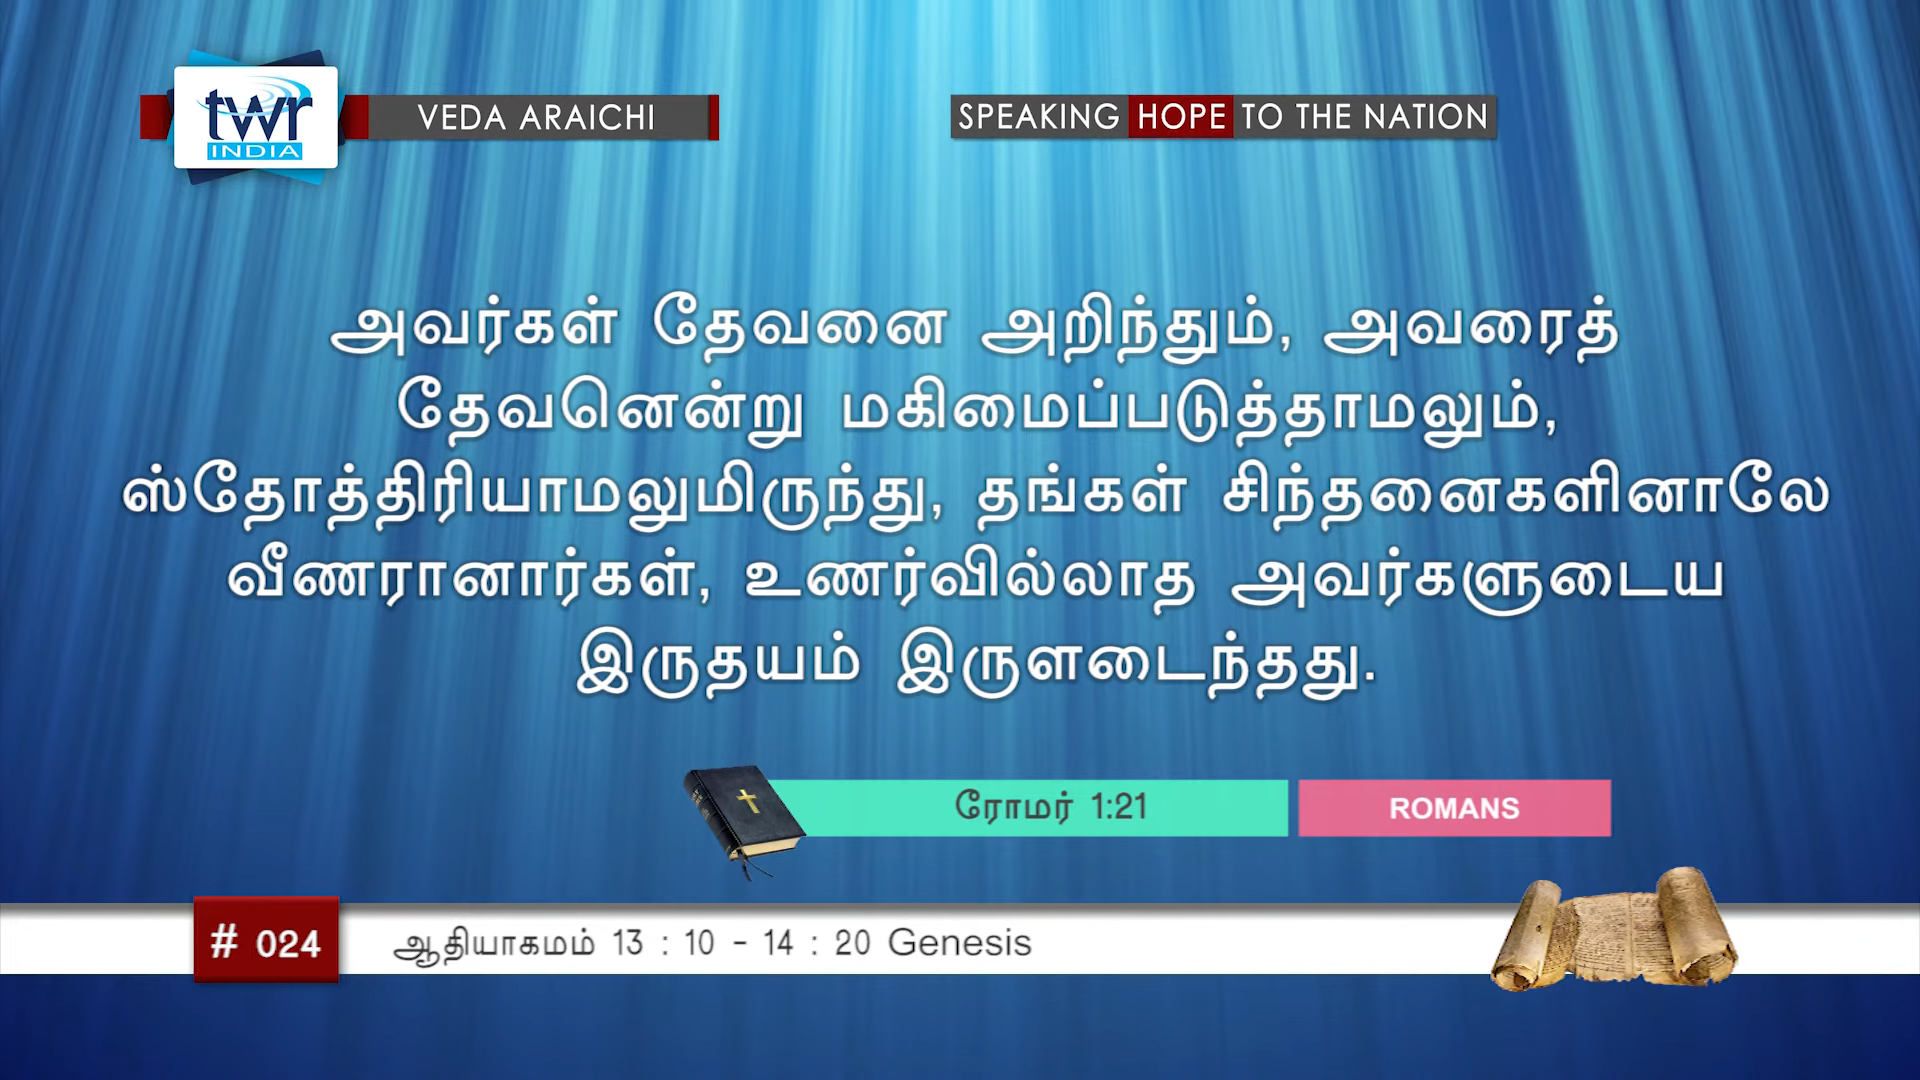 twr
INDIA
VEDA ARAICHI
SPEAKING HOPE TO THE NATION
அவர்கள் தேவனை அறிந்தும், அவரைத்
தேவனென்று மகிமைப்படுத்தாமலும்,
ஸ்தோத்திரியாமலுமிருந்து, தங்கள் சிந்தனைகளினாலே
வீணரானார்கள், உணர்வில்லாத அவர்களுடைய
இருதயம் இருளடைந்தது.
ரோமர் 1:21
ROMANS
# 024
ஆதியாகமம் 13 : 10 - 14 : 20 Genesis